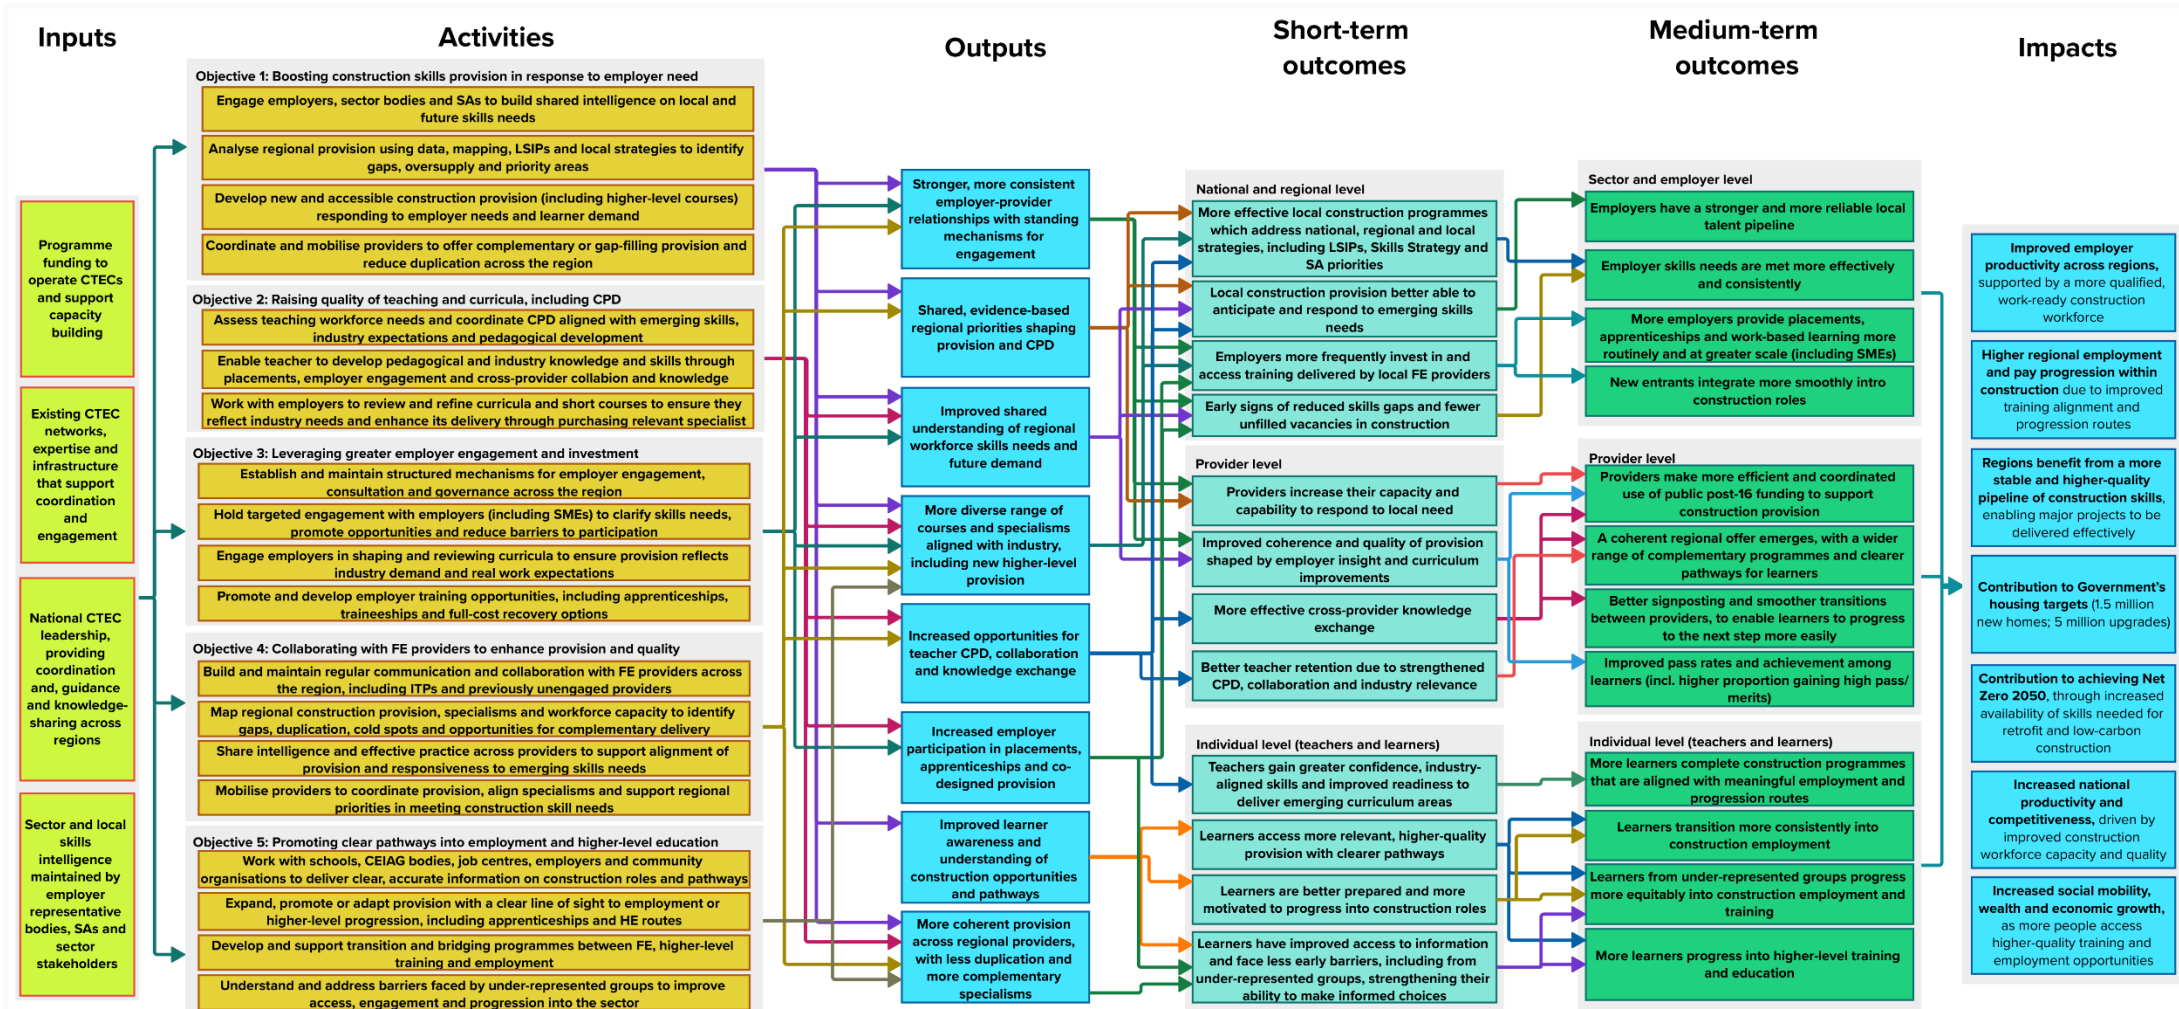 Inputs
Activities
Outputs
Short-term
outcomes
Medium-term
outcomes
Impacts
Programme
funding to
operate CTECs
and support
capacity
building
Existing CTEC
networks,
expertise and
infrastructure
that support
coordination
and
engagement
National CTEC
leadership,
providing
coordination
and, guidance
and knowledge-
sharing across
regions
Sector and local
skills
intelligence
maintained by
employer
representative
bodies, SAs and
sector
stakeholders
Objective 1: Boosting construction skills provision in response to employer need
Engage employers, sector bodies and SAs to build shared intelligence on local and
future skills needs
Analyse regional provision using data, mapping, LSIPs and local strategies to identify
gaps, oversupply and priority areas
Develop new and accessible construction provision (including higher-level courses)
responding to employer needs and learner demand
Coordinate and mobilise providers to offer complementary or gap-filling provision and
reduce duplication across the region
Objective 2: Raising quality of teaching and curricula, including CPD
Assess teaching workforce needs and coordinate CPD aligned with emerging skills,
industry expectations and pedagogical development
Enable teacher to develop pedagogical and industry knowledge and skills through
placements, employer engagement and cross-provider collabion and knowledge
Work with employers to review and refine curricula and short courses to ensure they
reflect industry needs and enhance its delivery through purchasing relevant specialist
Objective 3: Leveraging greater employer engagement and investment
Establish and maintain structured mechanisms for employer engagement,
consultation and governance across the region
Hold targeted engagement with employers (including SMEs) to clarify skills needs,
promote opportunities and reduce barriers to participation
Engage employers in shaping and reviewing curricula to ensure provision reflects
industry demand and real work expectations
Promote and develop employer training opportunities, including apprenticeships,
traineeships and full-cost recovery options
Objective 4: Collaborating with FE providers to enhance provision and quality
Build and maintain regular communication and collaboration with FE providers across
the region, including ITPs and previously unengaged providers
Map regional construction provision, specialisms and workforce capacity to identify
gaps, duplication, cold spots and opportunities for complementary delivery
Share intelligence and effective practice across providers to support alignment of
provision and responsiveness to emerging skills needs
Mobilise providers to coordinate provision, align specialisms and support regional
priorities in meeting construction skill needs
Objective 5: Promoting clear pathways into employment and higher-level education
Work with schools, CEIAG bodies, job centres, employers and community
organisations to deliver clear, accurate information on construction roles and pathways
Expand, promote or adapt provision with a clear line of sight to employment or
higher-level progression, including apprenticeships and HE routes
Develop and support transition and bridging programmes between FE, higher-level
training and employment
Understand and address barriers faced by under-represented groups to improve
access, engagement and progression into the sector
Stronger, more consistent
employer-provider
relationships with standing
mechanisms for
engagement
Shared, evidence-based
regional priorities shaping
provision and CPD
Improved shared
understanding of regional
workforce skills needs and
future demand
More diverse range of
courses and specialisms
aligned with industry,
including new higher-level
provision
Increased opportunities for
teacher CPD, collaboration
and knowledge exchange
Increased employer
participation in placements,
apprenticeships and co-
designed provision
Improved learner
awareness and
understanding of
construction opportunities
and pathways
More coherent provision
across regional providers,
with less duplication and
more complementary
specialisms
National and regional level
More effective local construction programmes
which address national, regional and local
strategies, including LSIPs, Skills Strategy and
SA priorities
Local construction provision better able to
anticipate and respond to emerging skills
needs
Employers more frequently invest in and
access training delivered by local FE providers
Early signs of reduced skills gaps and fewer
unfilled vacancies in construction
Provider level
Providers increase their capacity and
capability to respond to local need
Improved coherence and quality of provision
shaped by employer insight and curriculum
improvements
More effective cross-provider knowledge
exchange
Better teacher retention due to strengthened
CPD, collaboration and industry relevance
Individual level (teachers and learners)
Teachers gain greater confidence, industry-
aligned skills and improved readiness to
deliver emerging curriculum areas
Learners access more relevant, higher-quality
provision with clearer pathways
Learners are better prepared and more
motivated to progress into construction roles
Learners have improved access to information
and face less early barriers, including from
under-represented groups, strengthening their
ability to make informed choices
Sector and employer level
Employers have a stronger and more reliable local
talent pipeline
Employer skills needs are met more effectively
and consistently
More employers provide placements,
apprenticeships and work-based learning more
routinely and at greater scale (including SMEs)
New entrants integrate more smoothly intro
construction roles
Provider level
Providers make more efficient and coordinated
use of public post-16 funding to support
construction provision
A coherent regional offer emerges, with a wider
range of complementary programmes and clearer
pathways for learners
Better signposting and smoother transitions
between providers, to enable learners to progress
to the next step more easily
Improved pass rates and achievement among
learners (incl. higher proportion gaining high pass/
merits)
Individual level (teachers and learners)
More learners complete construction programmes
that are aligned with meaningful employment and
progression routes
Learners transition more consistently into
construction employment
Learners from under-represented groups progress
more equitably into construction employment and
training
More learners progress into higher-level training
and education
Improved employer
productivity across regions,
supported by a more qualified,
work-ready construction
workforce
Higher regional employment
and pay progression within
construction due to improved
training alignment and
progression routes
Regions benefit from a more
stable and higher-quality
pipeline of construction skills,
enabling major projects to be
delivered effectively
Contribution to Government's
housing targets (1.5 million
new homes; 5 million upgrades)
Contribution to achieving Net
Zero 2050, through increased
availability of skills needed for
retrofit and low-carbon
construction
Increased national
productivity and
competitiveness, driven by
improved construction
workforce capacity and quality
Increased social mobility,
wealth and economic growth,
as more people access
higher-quality training and
employment opportunities